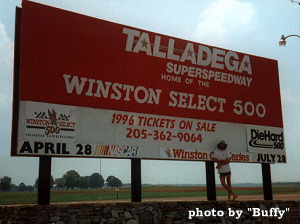 TALLADEGA
SUPERSPEEDWAY
HOME OF THE
WINSTON SELECT 500
WINSTON SELECT
500
1996 TICKETS ON SALE
205-362-9064
DieHard
500
APRIL 28
NASCAR
Winston
JULY 28
photo by "Buffy"